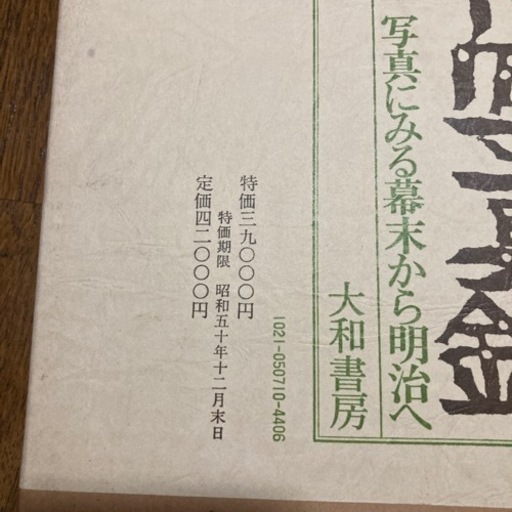 写真にみる幕末から明治へ
大和書房
1021-050710-4406
特価三九〇〇〇円
特価期限 昭和五十年十二月末日
定価四二〇〇〇円